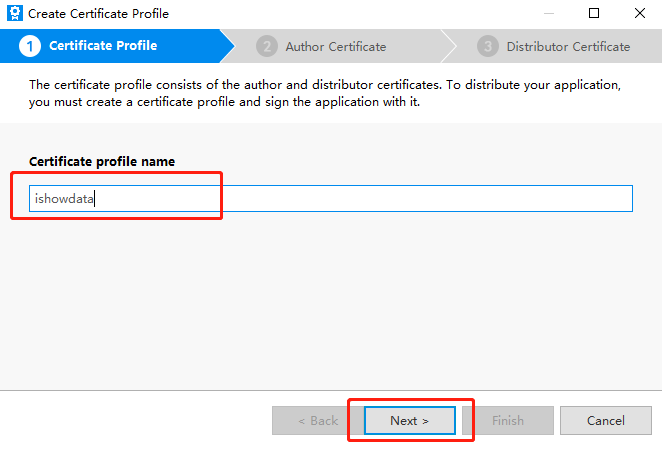 Create Certificate Profile
1 Certificate Profile
2 Author Certificate
3 Distributor Certificate
The certificate profile consists of the author and distributor certificates. To distribute your application,
you must create a certificate profile and sign the application with it.
Certificate profile name
ishowdata
< Back
Next >
Finish
Cancel